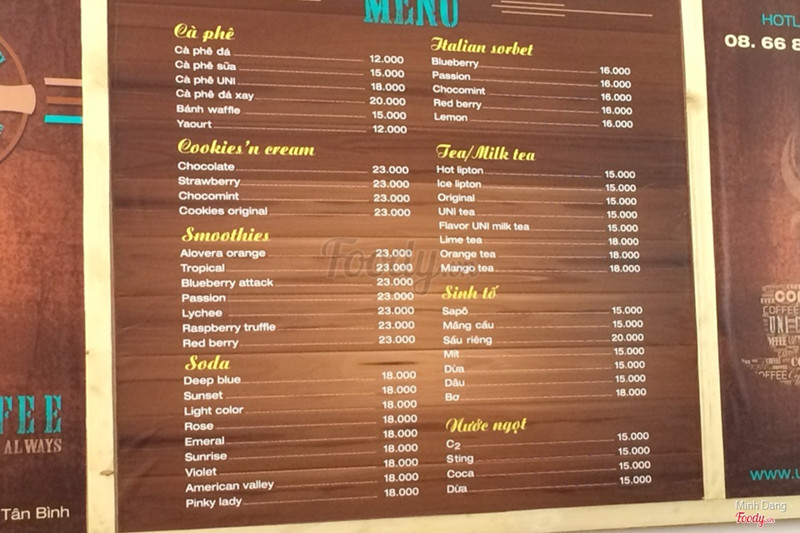 MENU
Cà phê
Cà phê đá 12.000
Cà phê sữa 15.000
Cà phê UNI 18.000
Cà phê đá xay 20.000
Bánh waffle 15.000
Yaourt 12.000
Cookies'n cream
Chocolate 23.000
Strawberry 23.000
Chocomint 23.000
Cookies original 23.000
Smoothies
Alovera orange 23.000
Tropical 23.000
Blueberry attack 23.000
Passion 23.000
Lychee 23.000
Raspberry truffle 23.000
Red berry 23.000
Soda
Deep blue 18.000
Sunset 18.000
Light color 18.000
Rose 18.000
Emeral 18.000
Sunrise 18.000
Violet 18.000
American valley 18.000
Pinky lady 18.000
Italian sorbet
Blueberry 16.000
Passion 16.000
Chocomint 16.000
Red berry 16.000
Lemon 16.000
Tea/Milk tea
Hot lipton 15.000
Ice lipton 15.000
Original 15.000
UNI tea 15.000
Flavor UNI milk tea 15.000
Lime tea 18.000
Orange tea 18.000
Mango tea 18.000
Sinh tố
Sapô 15.000
Mãng cầu 15.000
Sầu riêng 20.000
Mít 15.000
Dừa 15.000
Dâu 15.000
Bơ 18.000
Nước ngọt
C2 15.000
Sting 15.000
Coca 15.000
Dừa 15.000
FEE
ALWAYS
Tân Bình
HOTL
08. 66 8
COFFEE
www.u
Foody.vn
Minh Dang
Foody.vn